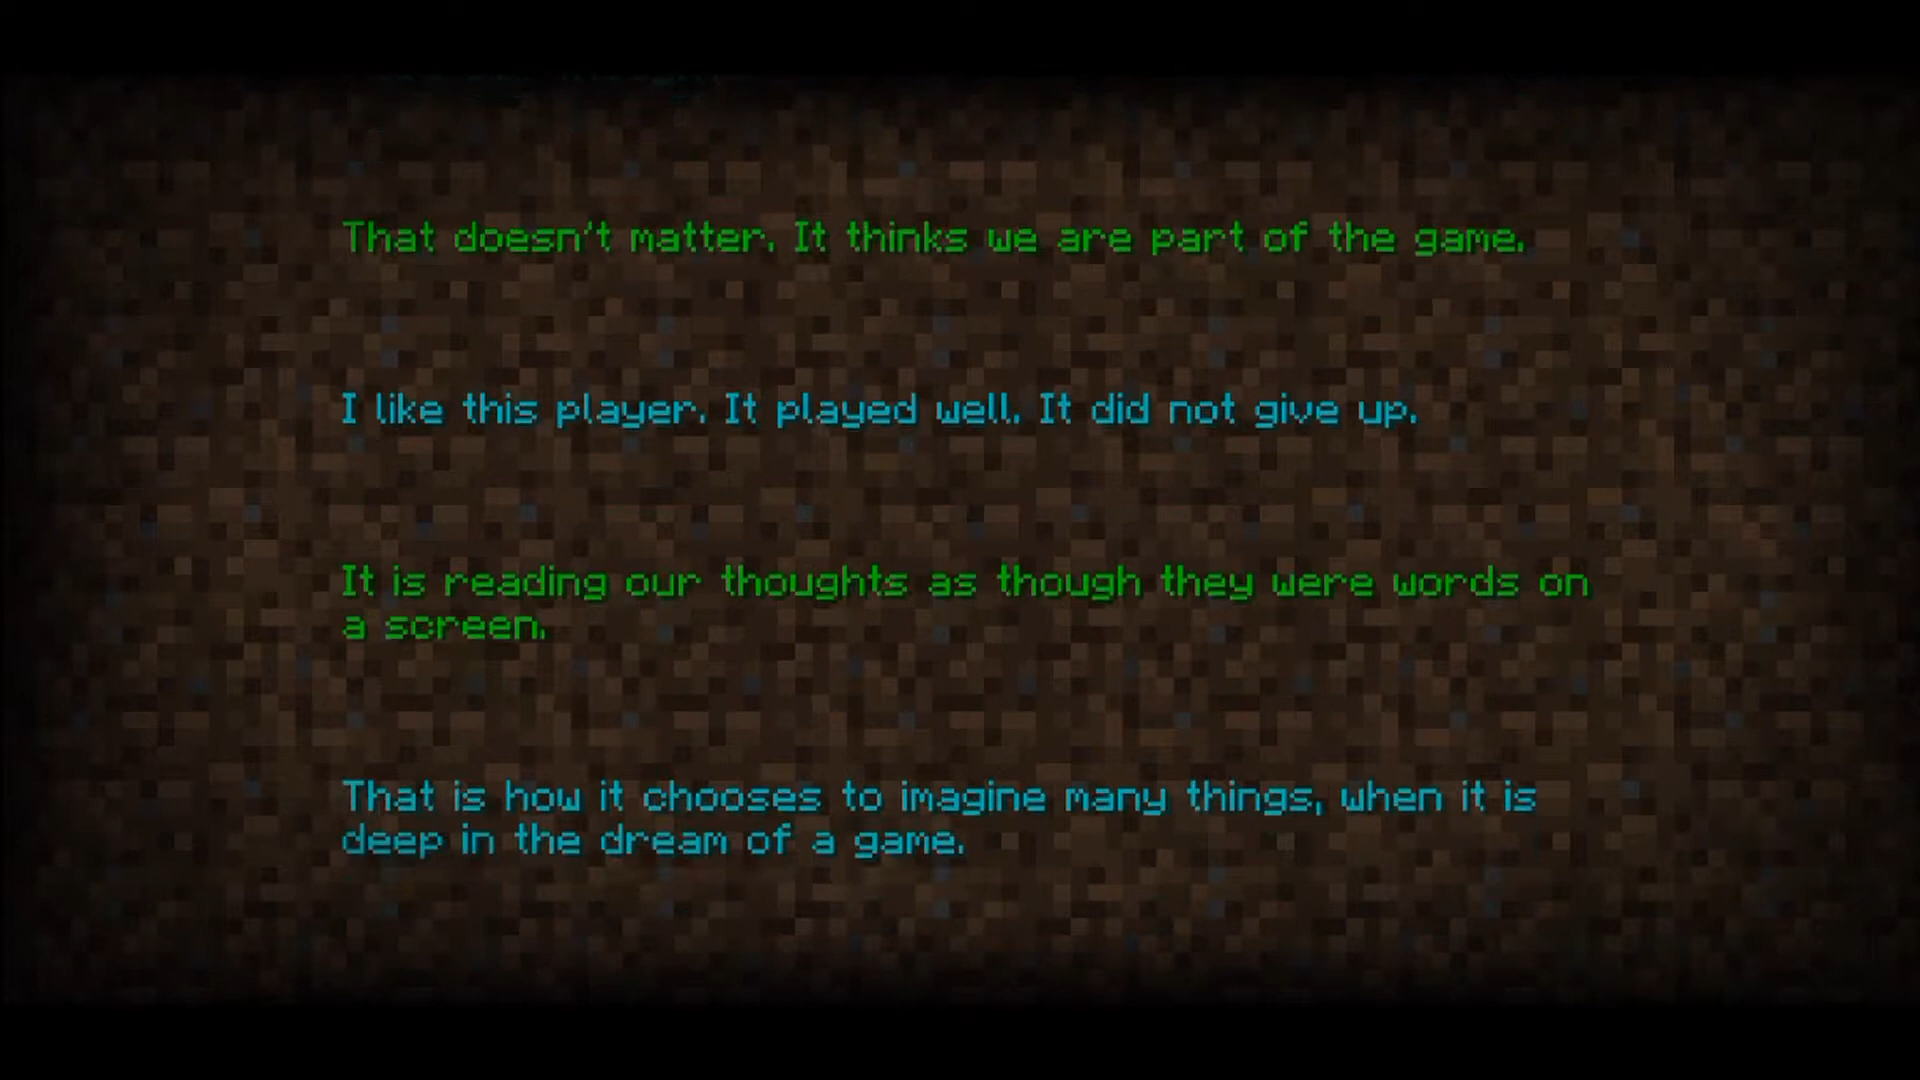 That doesn't matter. It thinks we are part of the game.
I like this player. It played well. It did not give up.
It is reading our thoughts as though they were words on
a screen.
That is how it chooses to imagine many things, when it is
deep in the dream of a game.